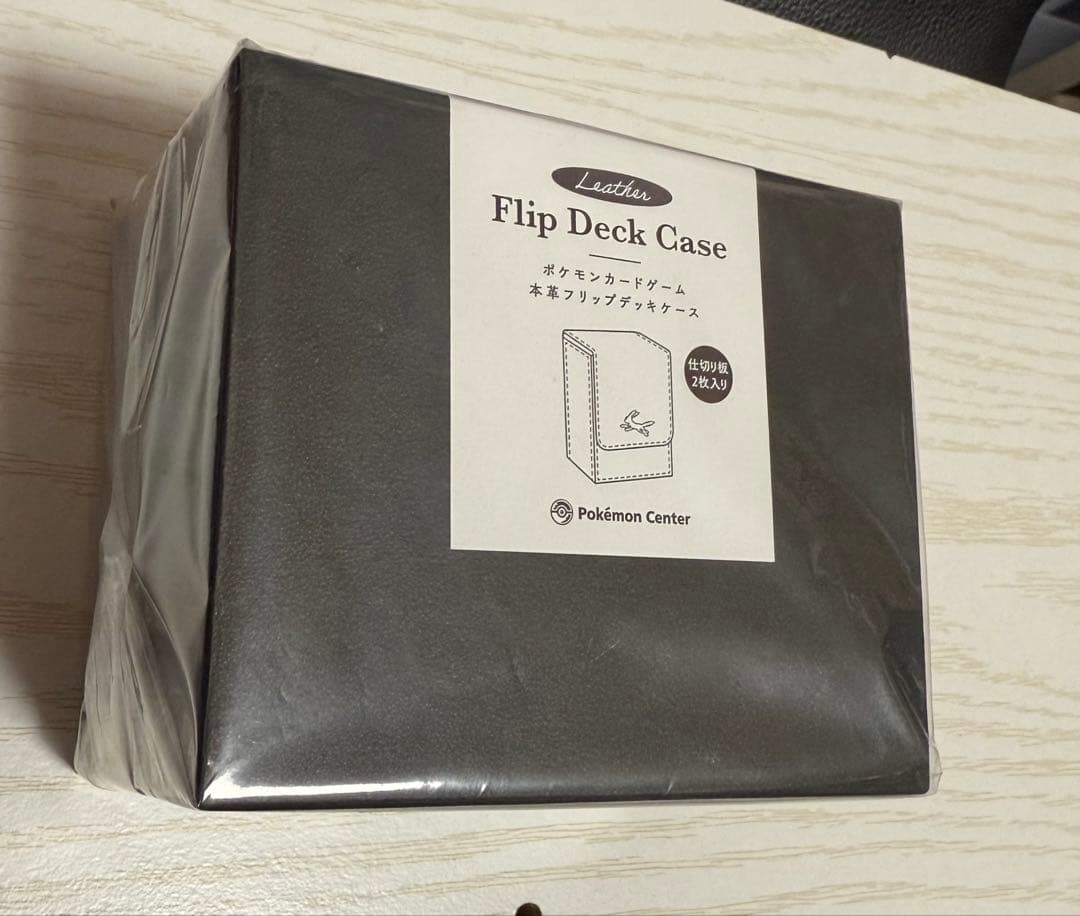 Leather
Flip Deck Case
ポケモンカードゲーム
本革フリップデッキケース
仕切り板
2枚入り
Pokémon Center